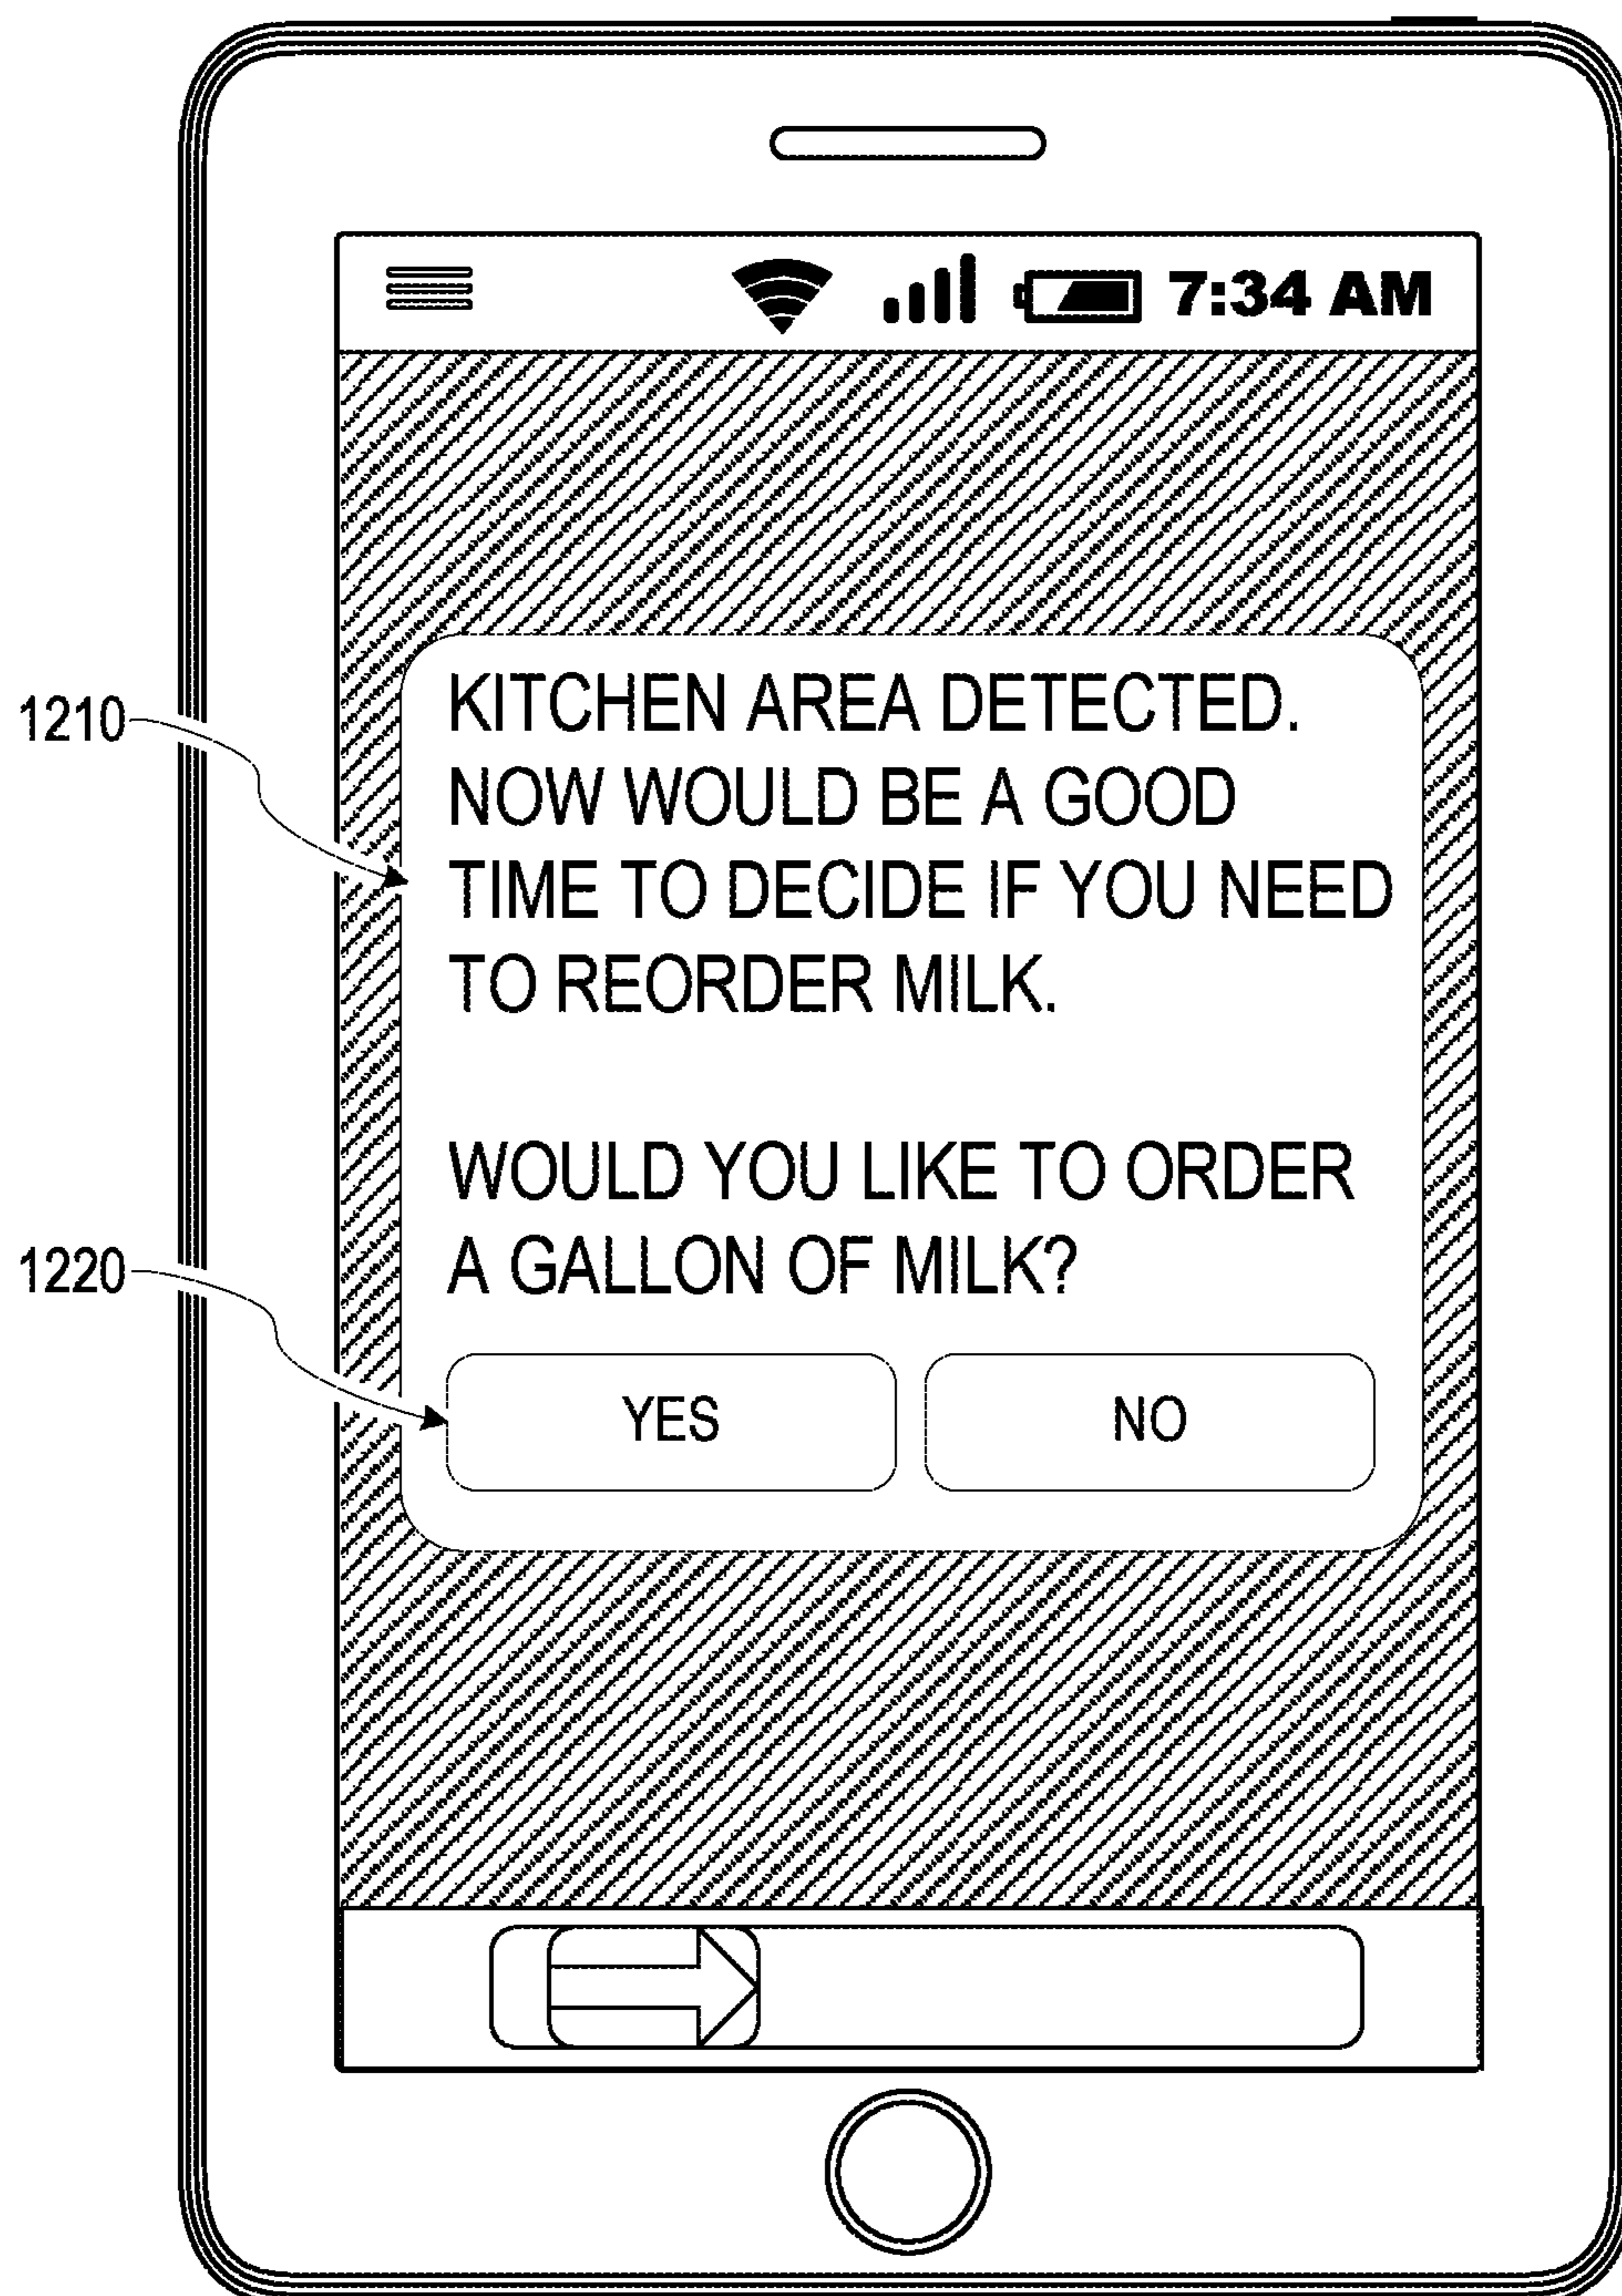 7:34 AM
KITCHEN AREA DETECTED.
NOW WOULD BE A GOOD
TIME TO DECIDE IF YOU NEED
TO REORDER MILK.
WOULD YOU LIKE TO ORDER
A GALLON OF MILK?
YES NO
1210
1220